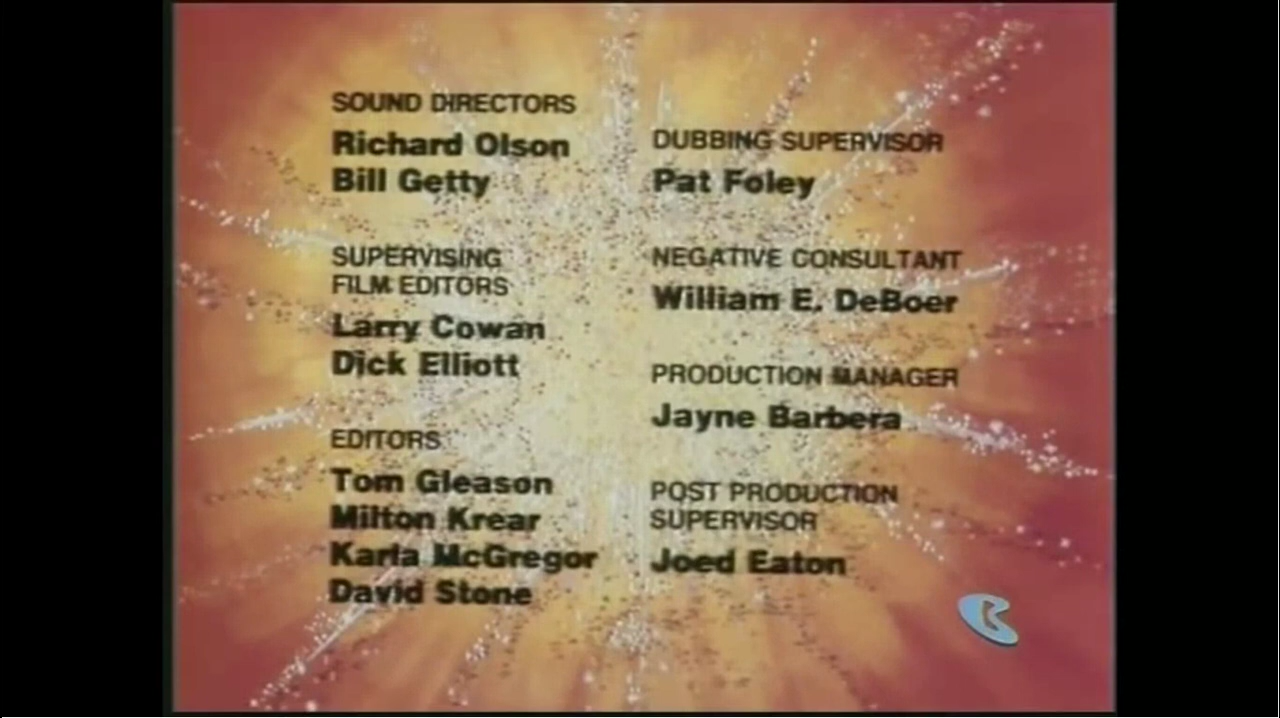 SOUND DIRECTORS
Richard Olson
Bill Getty
SUPERVISING
FILM EDITORS
Larry Cowan
Dick Elliott
EDITORS
Tom Gleason
Milton Krear
Karla McGregor
David Stone
DUBBING SUPERVISOR
Pat Foley
NEGATIVE CONSULTANT
William E. DeBoer
PRODUCTION MANAGER
Jayne Barbera
POST PRODUCTION
SUPERVISOR
Joed Eaton
B